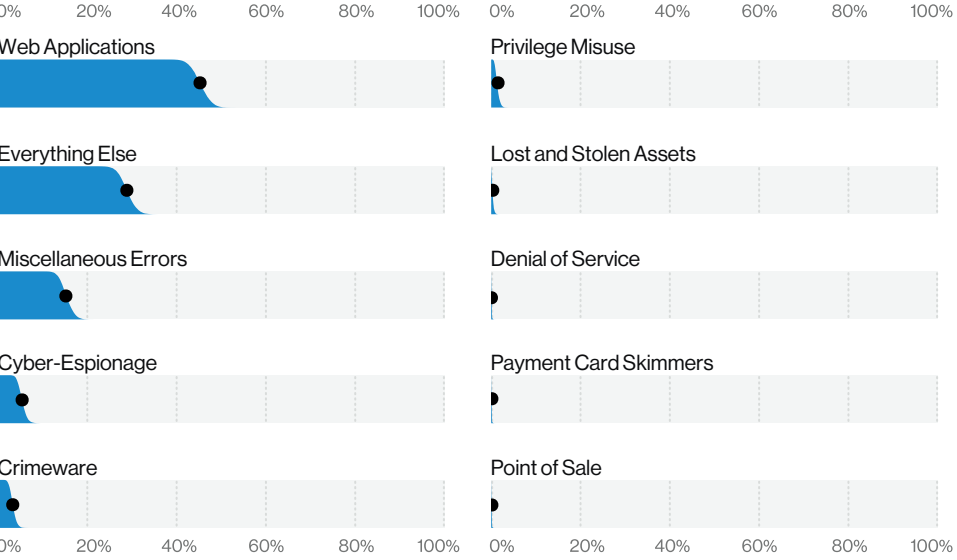 0% 20% 40% 60% 80% 100% 0% 20% 40% 60% 80% 100%
Web Applications
Everything Else
Miscellaneous Errors
Cyber-Espionage
Crimeware
Privilege Misuse
Lost and Stolen Assets
Denial of Service
Payment Card Skimmers
Point of Sale
0% 20% 40% 60% 80% 100% 0% 20% 40% 60% 80% 100%